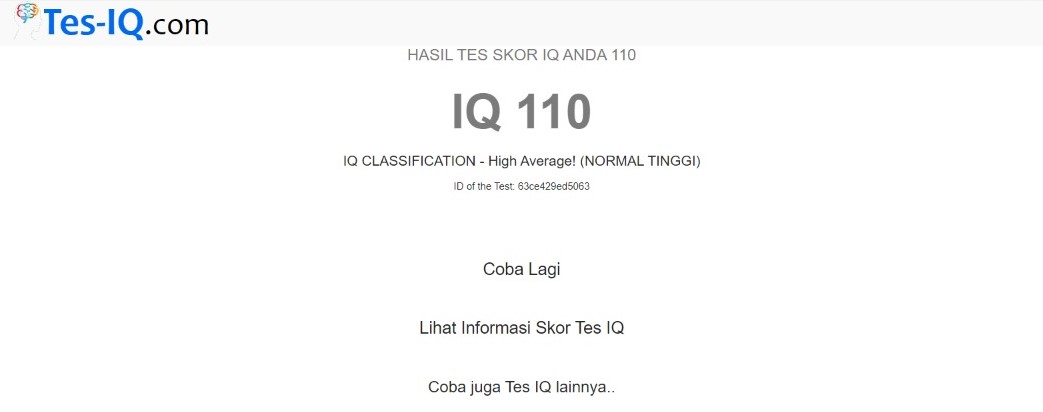 Tes-IQ.com
HASIL TES SKOR IQ ANDA 110
IQ 110
IQ CLASSIFICATION - High Average! (NORMAL TINGGI)
ID of the Test: 63ce429ed5063
Coba Lagi
Lihat Informasi Skor Tes IQ
Coba juga Tes IQ lainnya..